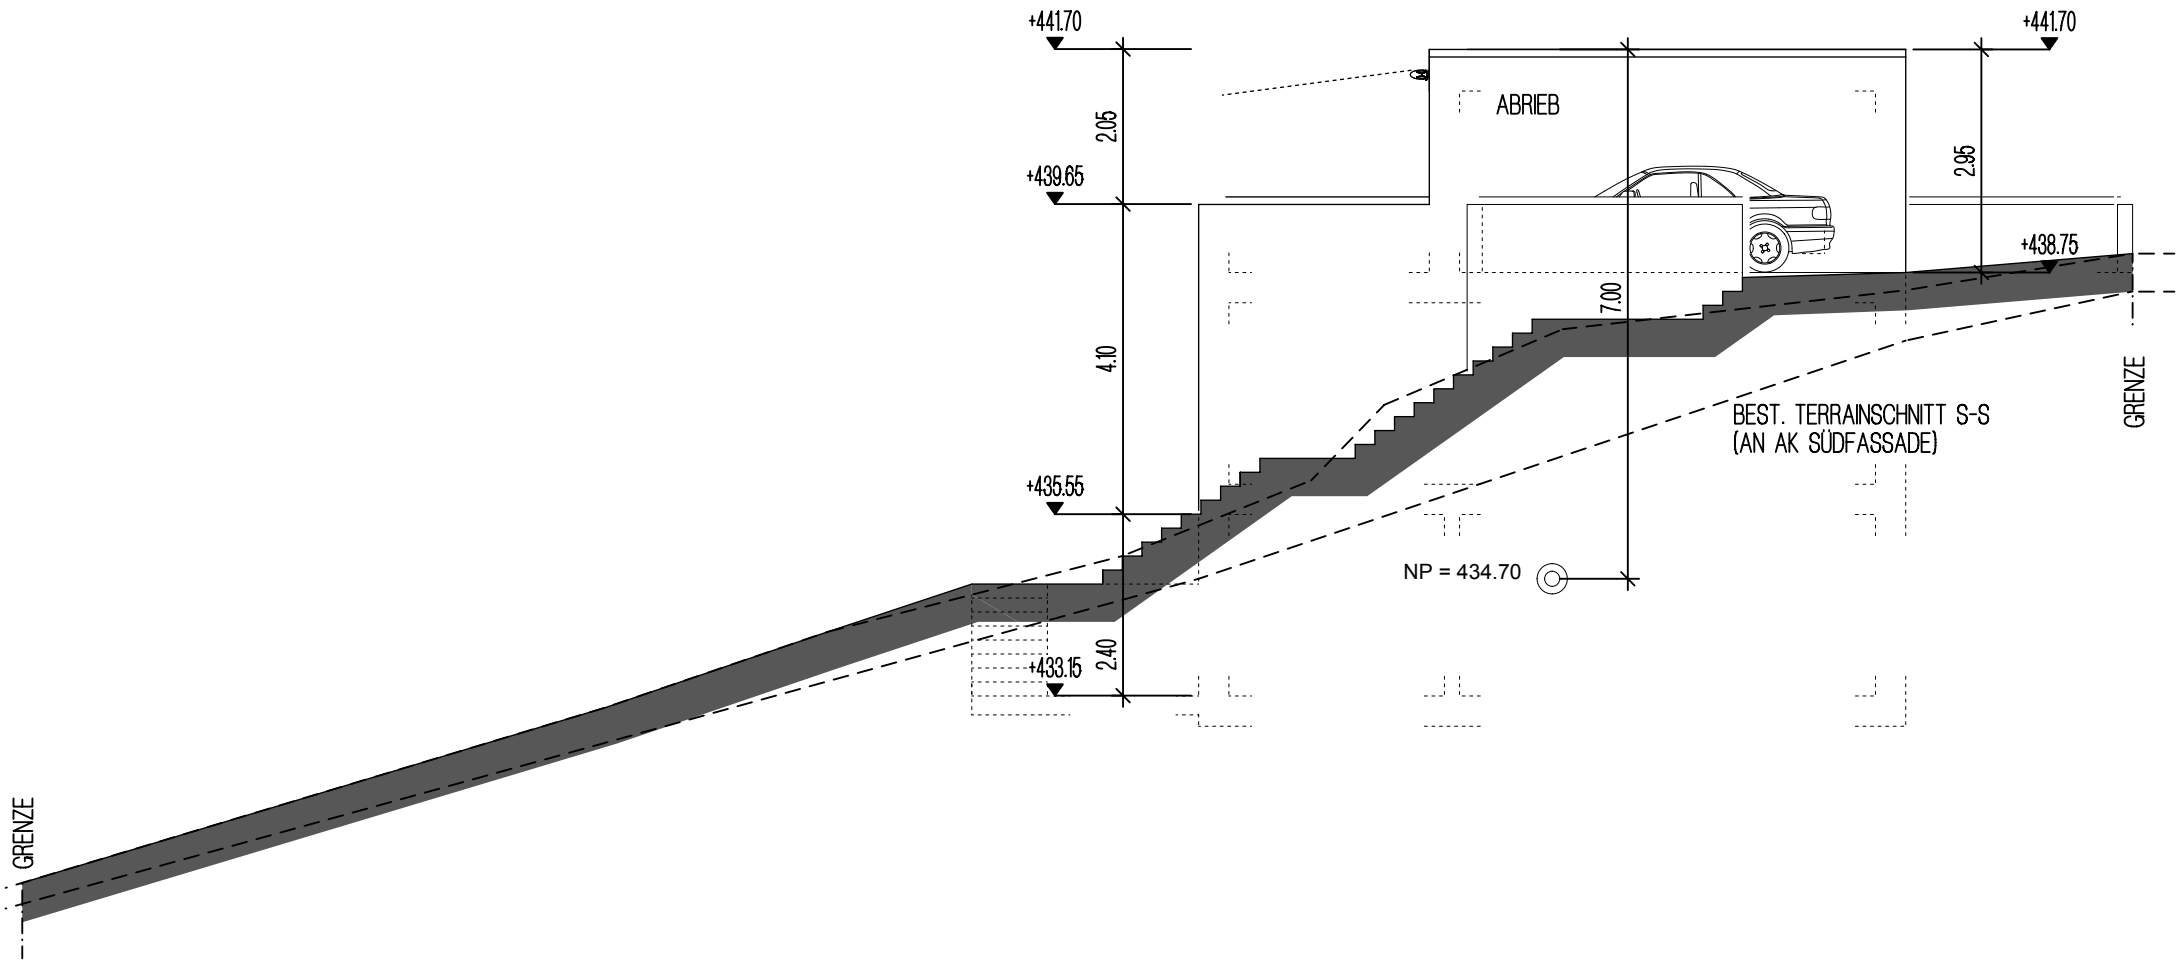 +441.70
+441.70
ABRIEB
2.05
2.95
+439.65
+438.75
7.00
4.10
GRENZE
BEST. TERRAINSCHNITT S-S
(AN AK SÜDFASSADE)
+435.55
NP = 434.70
2.40
+433.15
GRENZE